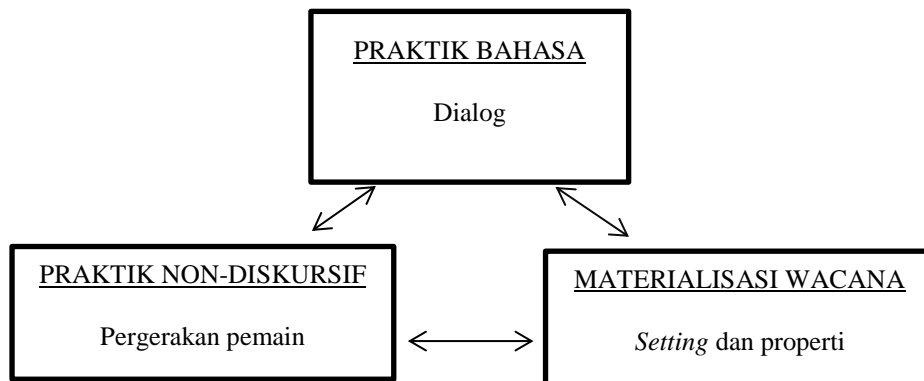 PRAKTIK BAHASA
Dialog
PRAKTIK NON-DISKURSIF
Pergerakan pemain
MATERIALISASI WACANA
Setting dan properti